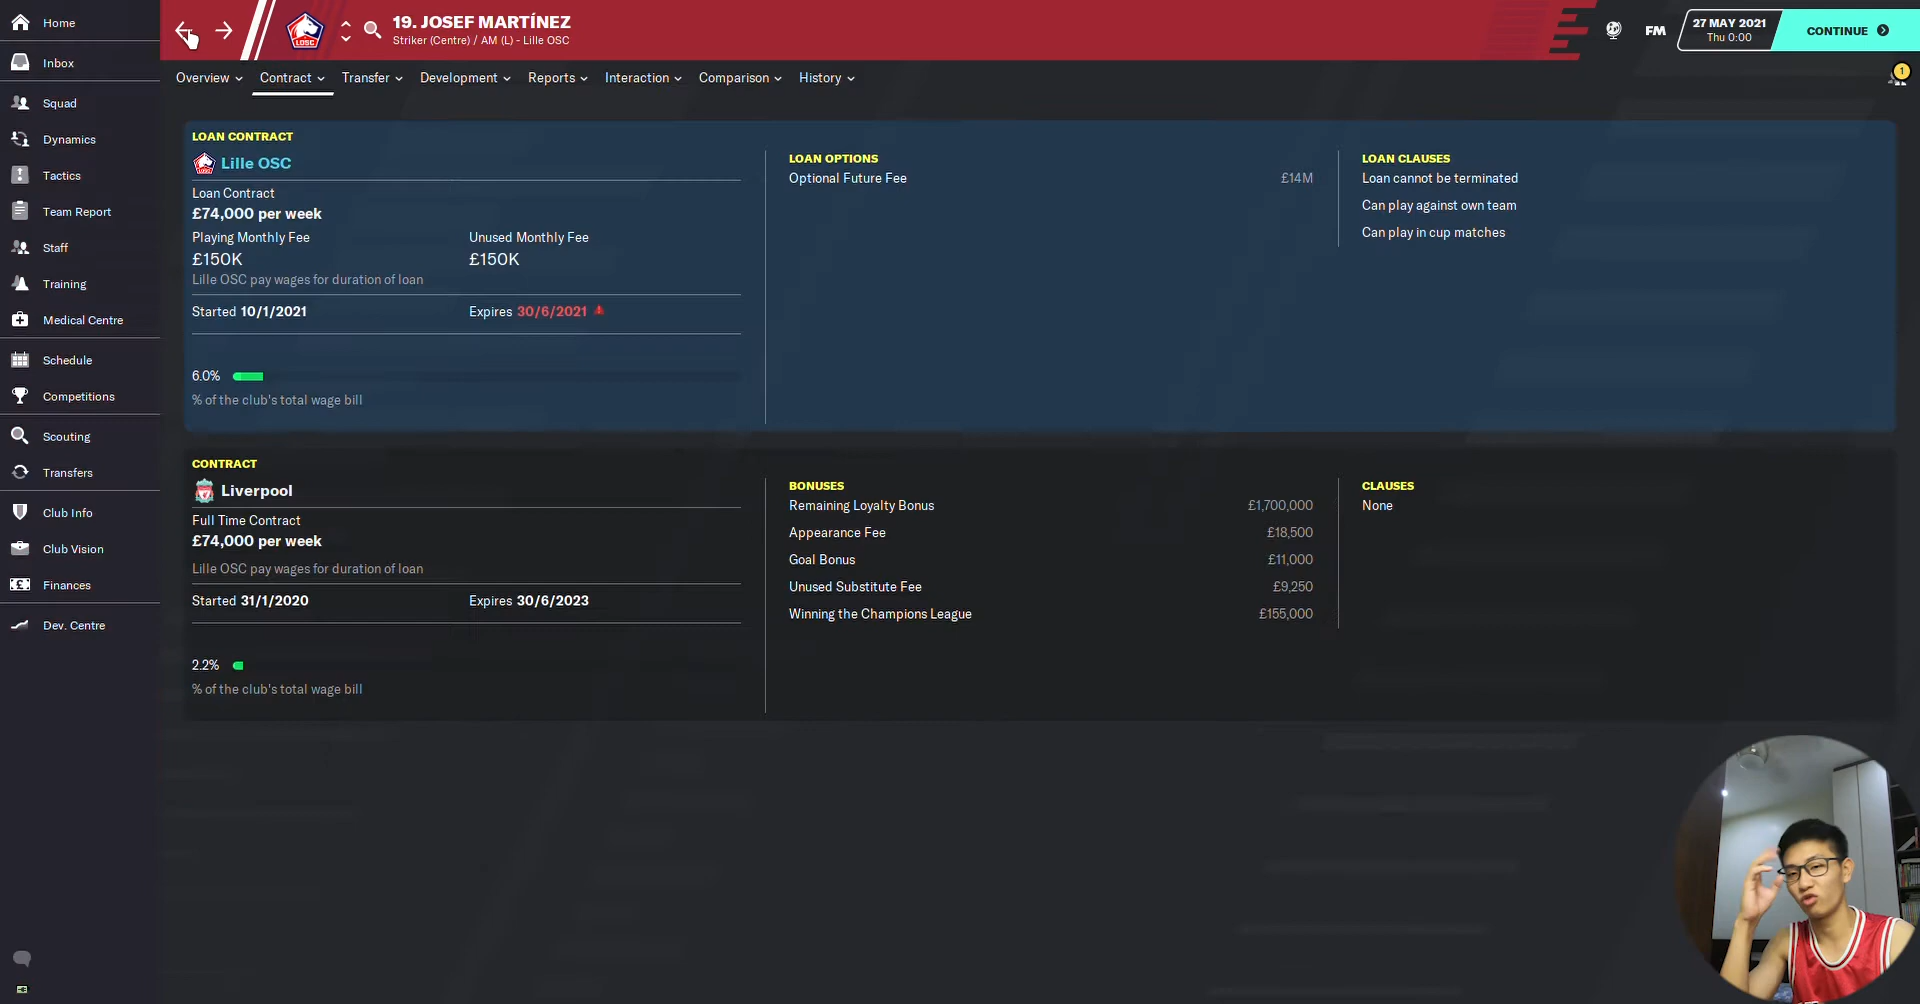 Home
Inbox
Squad
Dynamics
Tactics
Team Report
Staff
Training
Medical Centre
Schedule
Competitions
Scouting
Transfers
Club Info
Club Vision
Finances
Dev. Centre
LOSC
19. JOSEF MARTÍNEZ
Striker (Centre) / AM (L) - Lille OSC
FM
27 MAY 2021
Thu 0:00
CONTINUE
Overview
Contract
Transfer
Development
Reports
Interaction
Comparison
History
1
LOAN CONTRACT
Lille OSC
Loan Contract
£74,000 per week
Playing Monthly Fee
Unused Monthly Fee
£150K
£150K
Lille OSC pay wages for duration of loan
Started 10/1/2021
Expires 30/6/2021
6.0%
% of the club's total wage bill
LOAN OPTIONS
Optional Future Fee
£14M
LOAN CLAUSES
Loan cannot be terminated
Can play against own team
Can play in cup matches
CONTRACT
Liverpool
Full Time Contract
£74,000 per week
Lille OSC pay wages for duration of loan
Started 31/1/2020
Expires 30/6/2023
2.2%
% of the club's total wage bill
BONUSES
Remaining Loyalty Bonus
£1,700,000
Appearance Fee
£18,500
Goal Bonus
£11,000
Unused Substitute Fee
£9,250
Winning the Champions League
£155,000
CLAUSES
None